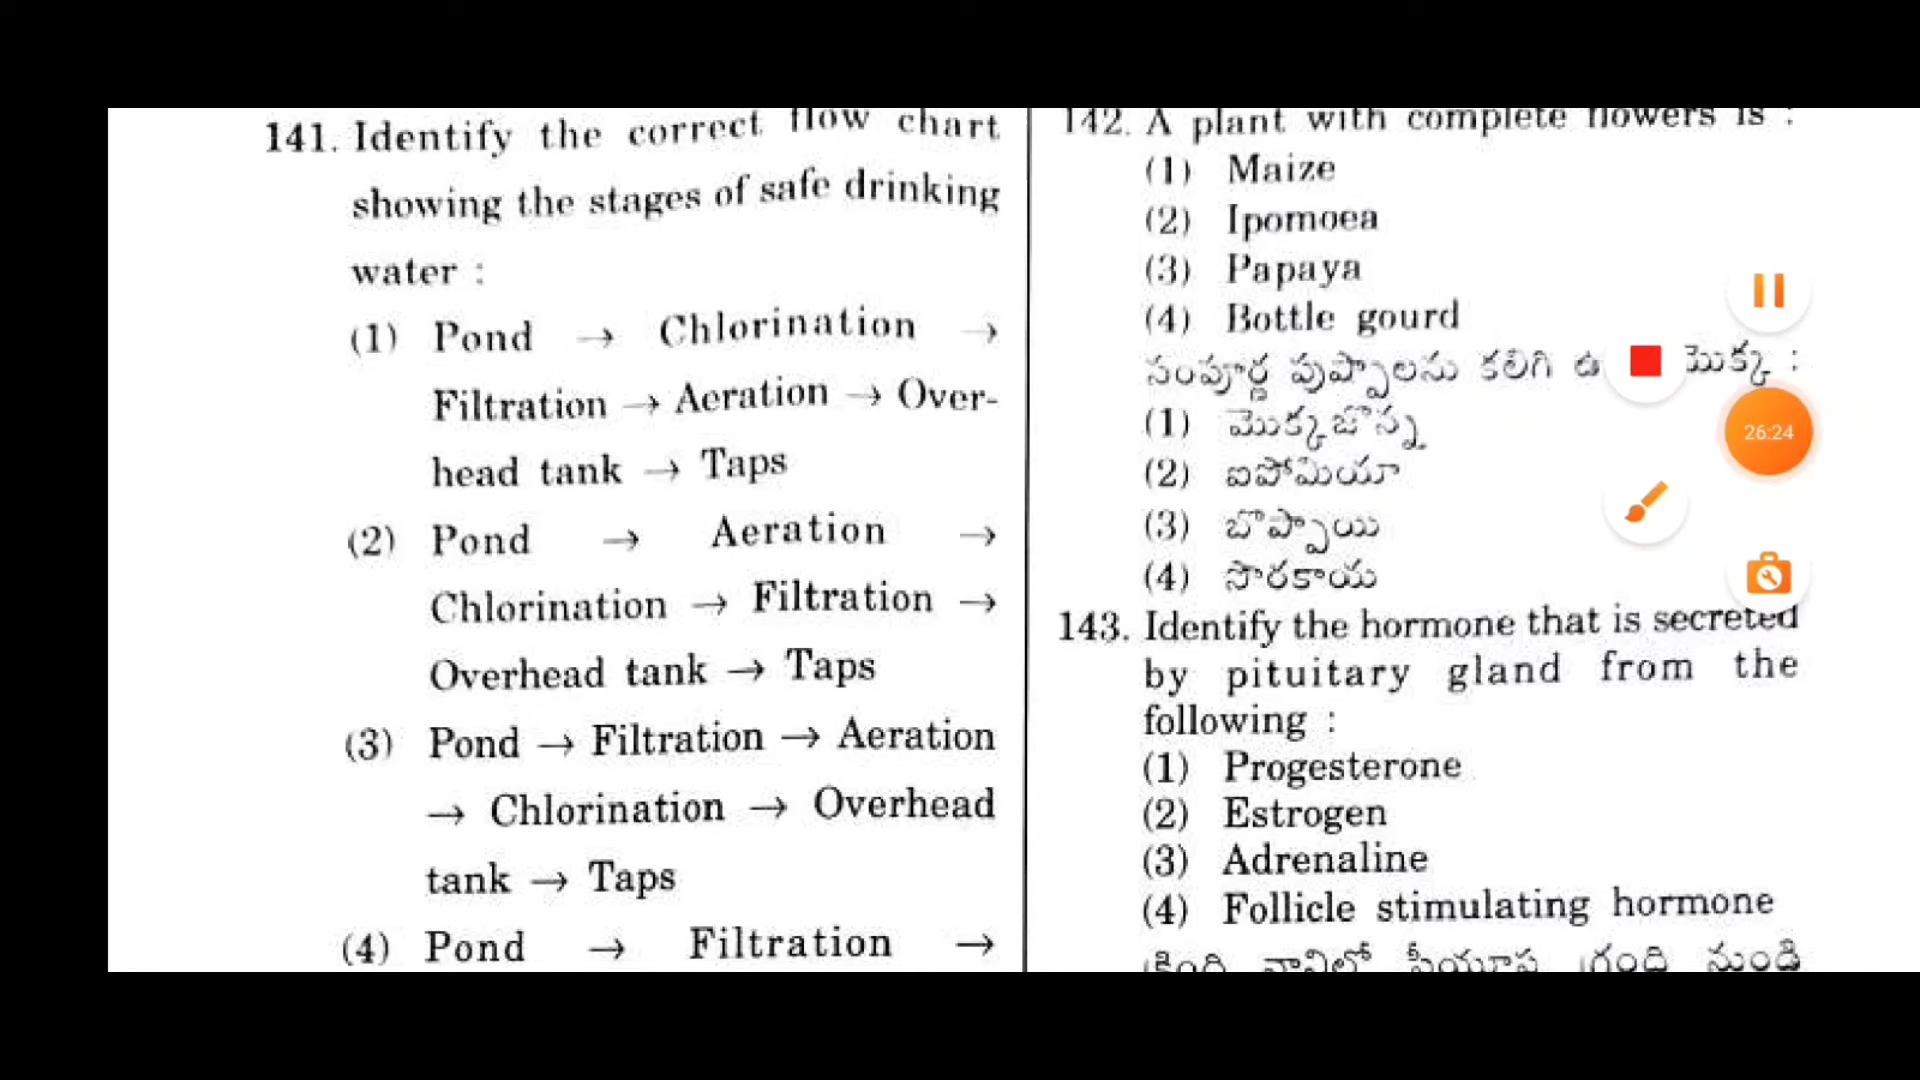 141. Identify the correct flow chart
showing the stages of safe drinking
water :
(1) Pond → Chlorination →
Filtration → Aeration → Over-
head tank → Taps
(2) Pond → Aeration →
Chlorination → Filtration →
Overhead tank → Taps
(3) Pond → Filtration → Aeration
→ Chlorination → Overhead
tank → Taps
(4) Pond → Filtration →
142. A plant with complete flowers is :
(1) Maize
(2) Ipomoea
(3) Papaya
(4) Bottle gourd
సంపూర్ణ పుష్పాలను కలిగి మొక్క :
(1) మొక్కజొన్న
(2) ఐపోమియా
(3) బొప్పాయి
(4) సొరకాయ
143. Identify the hormone that is secreted
by pituitary gland from the
following :
(1) Progesterone
(2) Estrogen
(3) Adrenaline
(4) Follicle stimulating hormone
26:24